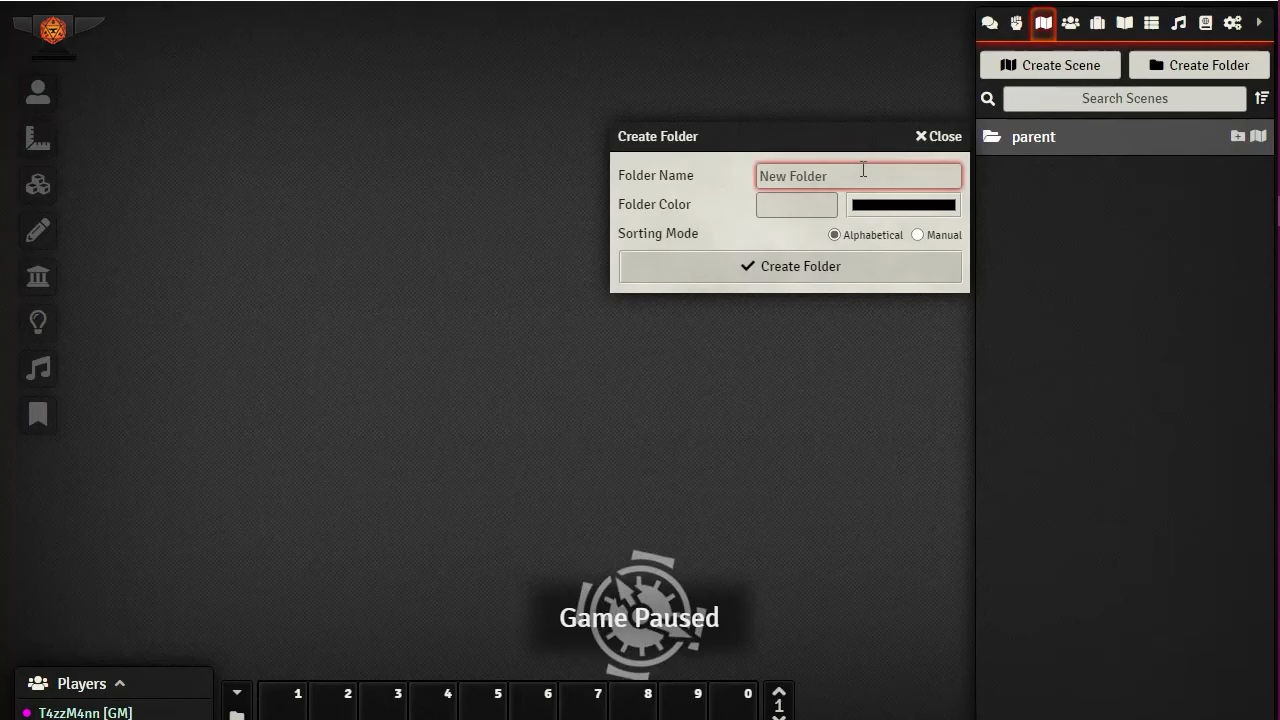 Create Scene
Create Folder
Search Scenes
parent
Create Folder
Close
Folder Name
New Folder
Folder Color
Sorting Mode
Alphabetical
Manual
Create Folder
Game Paused
Players
T4zzM4nn [GM]
1 2 3 4 5 6 7 8 9 0
1